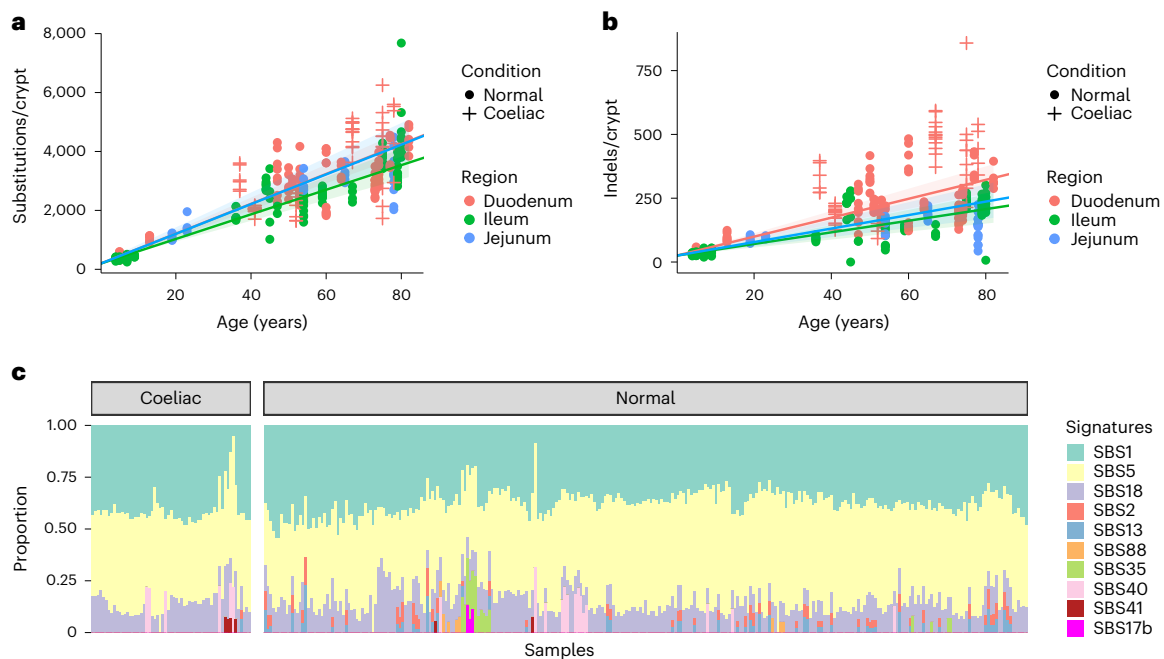 a
8,000
6,000
4,000
2,000
0
Substitutions/crypt
20
40
60
80
Age (years)
Condition
Normal
Coeliac
Region
Duodenum
Ileum
Jejunum
b
750
500
250
0
Indels/crypt
20
40
60
80
Age (years)
Condition
Normal
Coeliac
Region
Duodenum
Ileum
Jejunum
c
Coeliac
Normal
1.00
0.75
0.50
0.25
0
Proportion
Samples
Signatures
SBS1
SBS5
SBS18
SBS2
SBS13
SBS88
SBS35
SBS40
SBS41
SBS17b